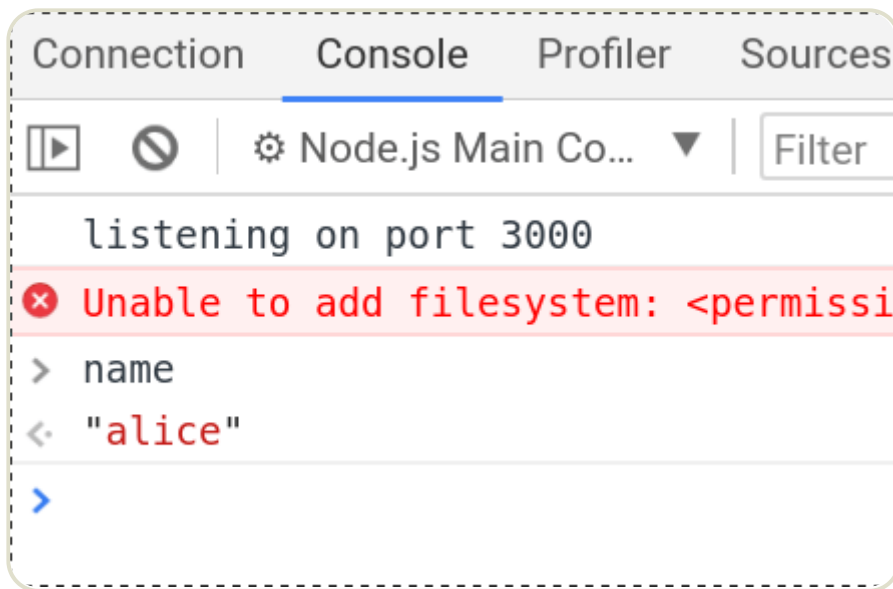 Connection Console Profiler Sources
Node.js Main Co... Filter
listening on port 3000
Unable to add filesystem: <permissi
> name
"alice"
>